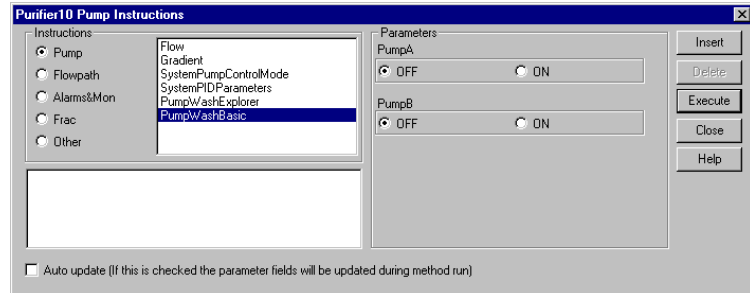 Purifier10 Pump Instructions
Instructions
Pump
Flowpath
Alarms&Mon
Frac
Other
Flow
Gradient
SystemPumpControlMode
SystemPIDParameters
PumpWashExplorer
PumpWashBasic
Parameters
PumpA
OFF ON
PumpB
OFF ON
Insert
Delete
Execute
Close
Help
Auto update (If this is checked the parameter fields will be updated during method run)